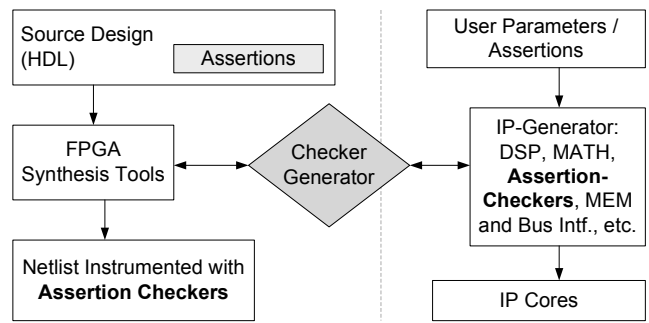 Source Design
(HDL)
Assertions
FPGA
Synthesis Tools
Netlist Instrumented with
Assertion Checkers
Checker
Generator
User Parameters /
Assertions
IP-Generator:
DSP, MATH,
Assertion-
Checkers, MEM
and Bus Intf., etc.
IP Cores